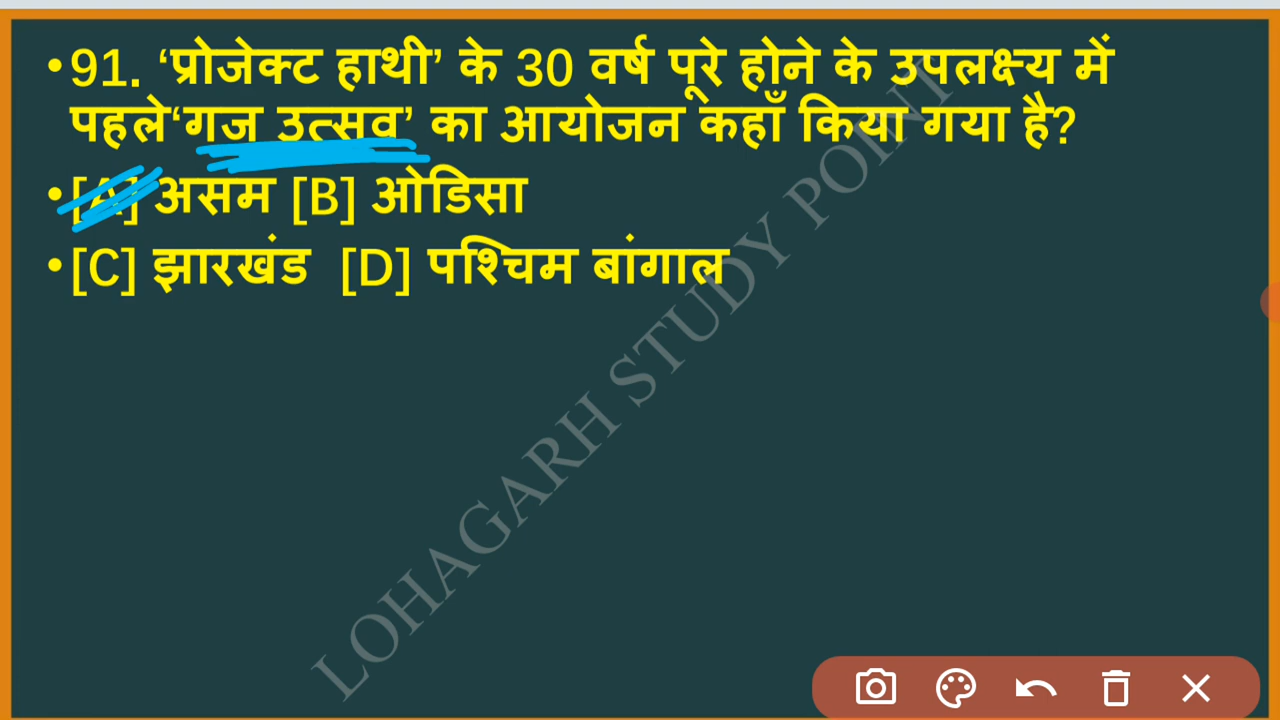 •91. ‘प्रोजेक्ट हाथी’ के 30 वर्ष पूरे होने के उपलक्ष्य में
पहले‘गज उत्सव’ का आयोजन कहाँ किया गया है?
•[A] असम [B] ओडिसा
•[C] झारखंड [D] पश्चिम बांगाल
LOHAGARH STUDY POINT